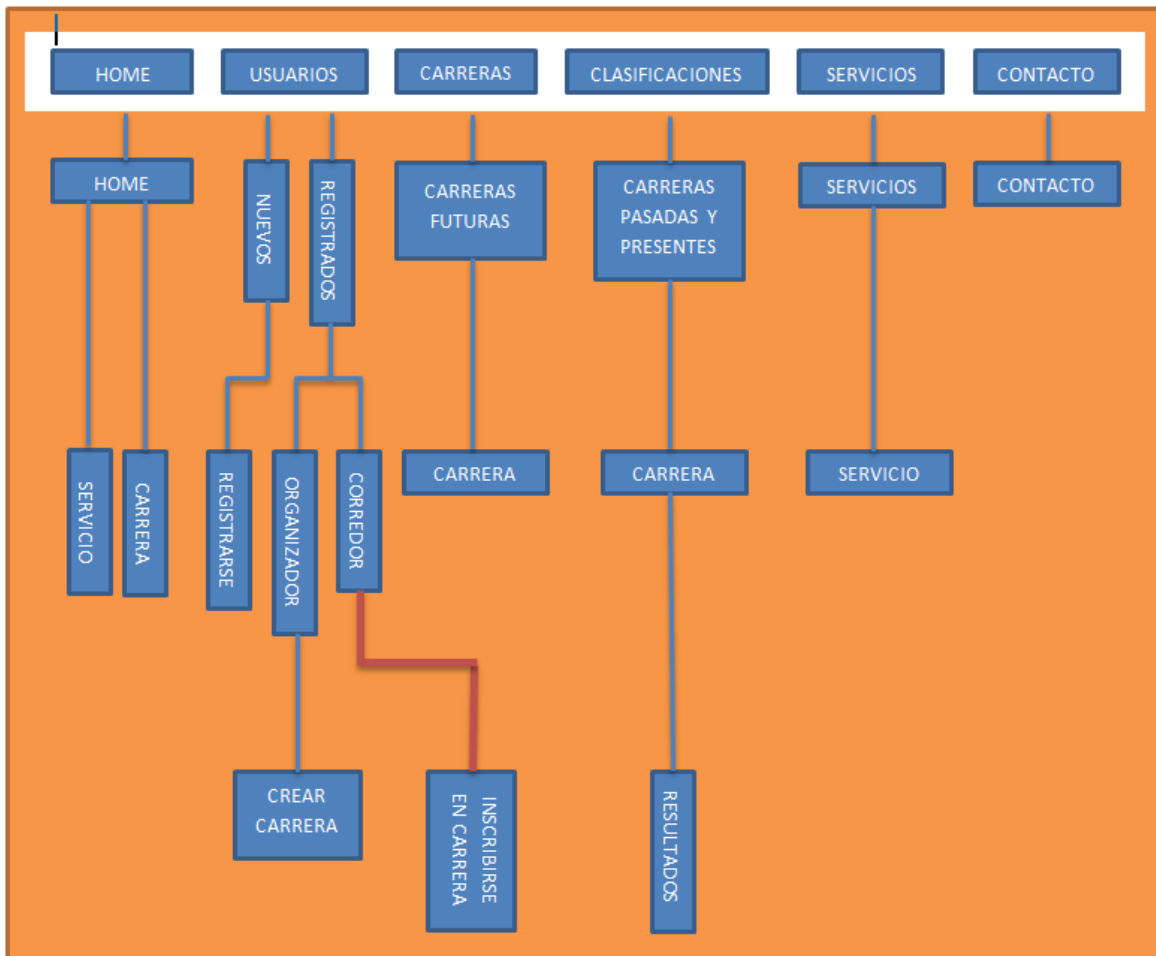 HOME
USUARIOS
CARRERAS
CLASIFICACIONES
SERVICIOS
CONTACTO
HOME
NUEVOS
REGISTRADOS
CARRERAS
FUTURAS
CARRERAS
PASADAS Y
PRESENTES
SERVICIOS
CONTACTO
SERVICIO
CARRERA
REGISTRARSE
ORGANIZADOR
CORREDOR
CARRERA
CARRERA
SERVICIO
CREAR
CARRERA
INSCRIBIRSE
EN CARRERA
RESULTADOS